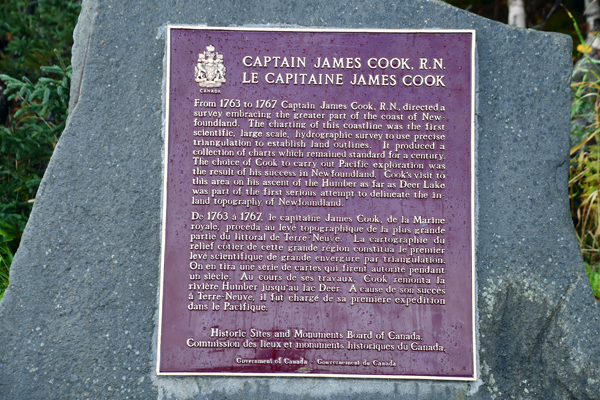 CANADA
CAPTAIN JAMES COOK, R.N.
LE CAPITAINE JAMES COOK
From 1763 to 1767 Captain James Cook, R.N., directed a
survey embracing the greater part of the coast of New-
foundland. The charting of this coastline was the first
scientific, large scale, hydrographic survey to use precise
triangulation to establish land outlines. It produced a
collection of charts which remained standard for a century.
The choice of Cook to carry out Pacific exploration was
the result of his success in Newfoundland. Cook's visit to
this area on his ascent of the Humber as far as Deer Lake
was part of the first serious attempt to delineate the in-
land topography of Newfoundland.
De 1763 à 1767, le capitaine James Cook, de la Marine
royale, procéda au levé topographique de la plus grande
partie du littoral de Terre-Neuve. La cartographie du
relief côtier de cette grande région constitua le premier
levé scientifique de grande envergure par triangulation.
On en tira une série de cartes qui firent autorité pendant
un siècle. Au cours de ses travaux, Cook remonta la
rivière Humber jusqu'au lac Deer. A cause de son succès
à Terre-Neuve, il fut chargé de sa première expédition
dans le Pacifique.
Historic Sites and Monuments Board of Canada.
Commission des lieux et monuments historiques du Canada.
Government of Canada – Gouvernement du Canada